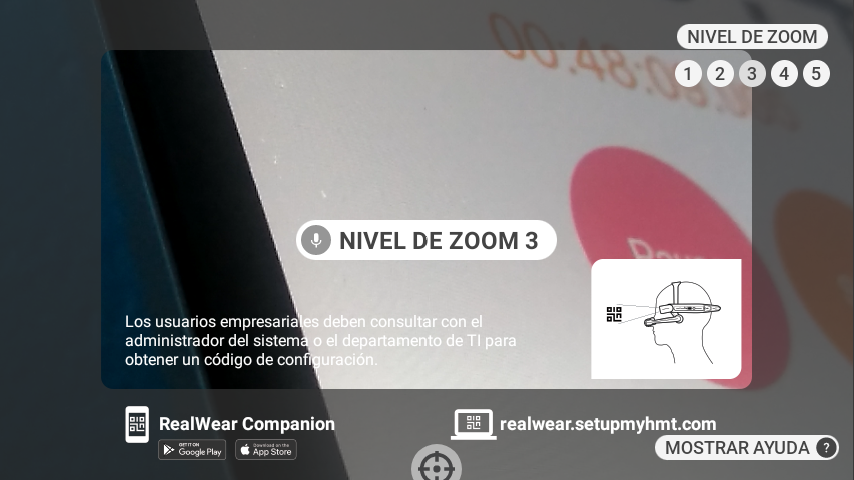 NIVEL DE ZOOM
1 2 3 4 5
NIVEL DE ZOOM 3
Los usuarios empresariales deben consultar con el
administrador del sistema o el departamento de TI para
obtener un código de configuración.
RealWear Companion
realwear.setupmyhmt.com
GET IT ON
Google Play
Download on the
App Store
MOSTRAR AYUDA ?